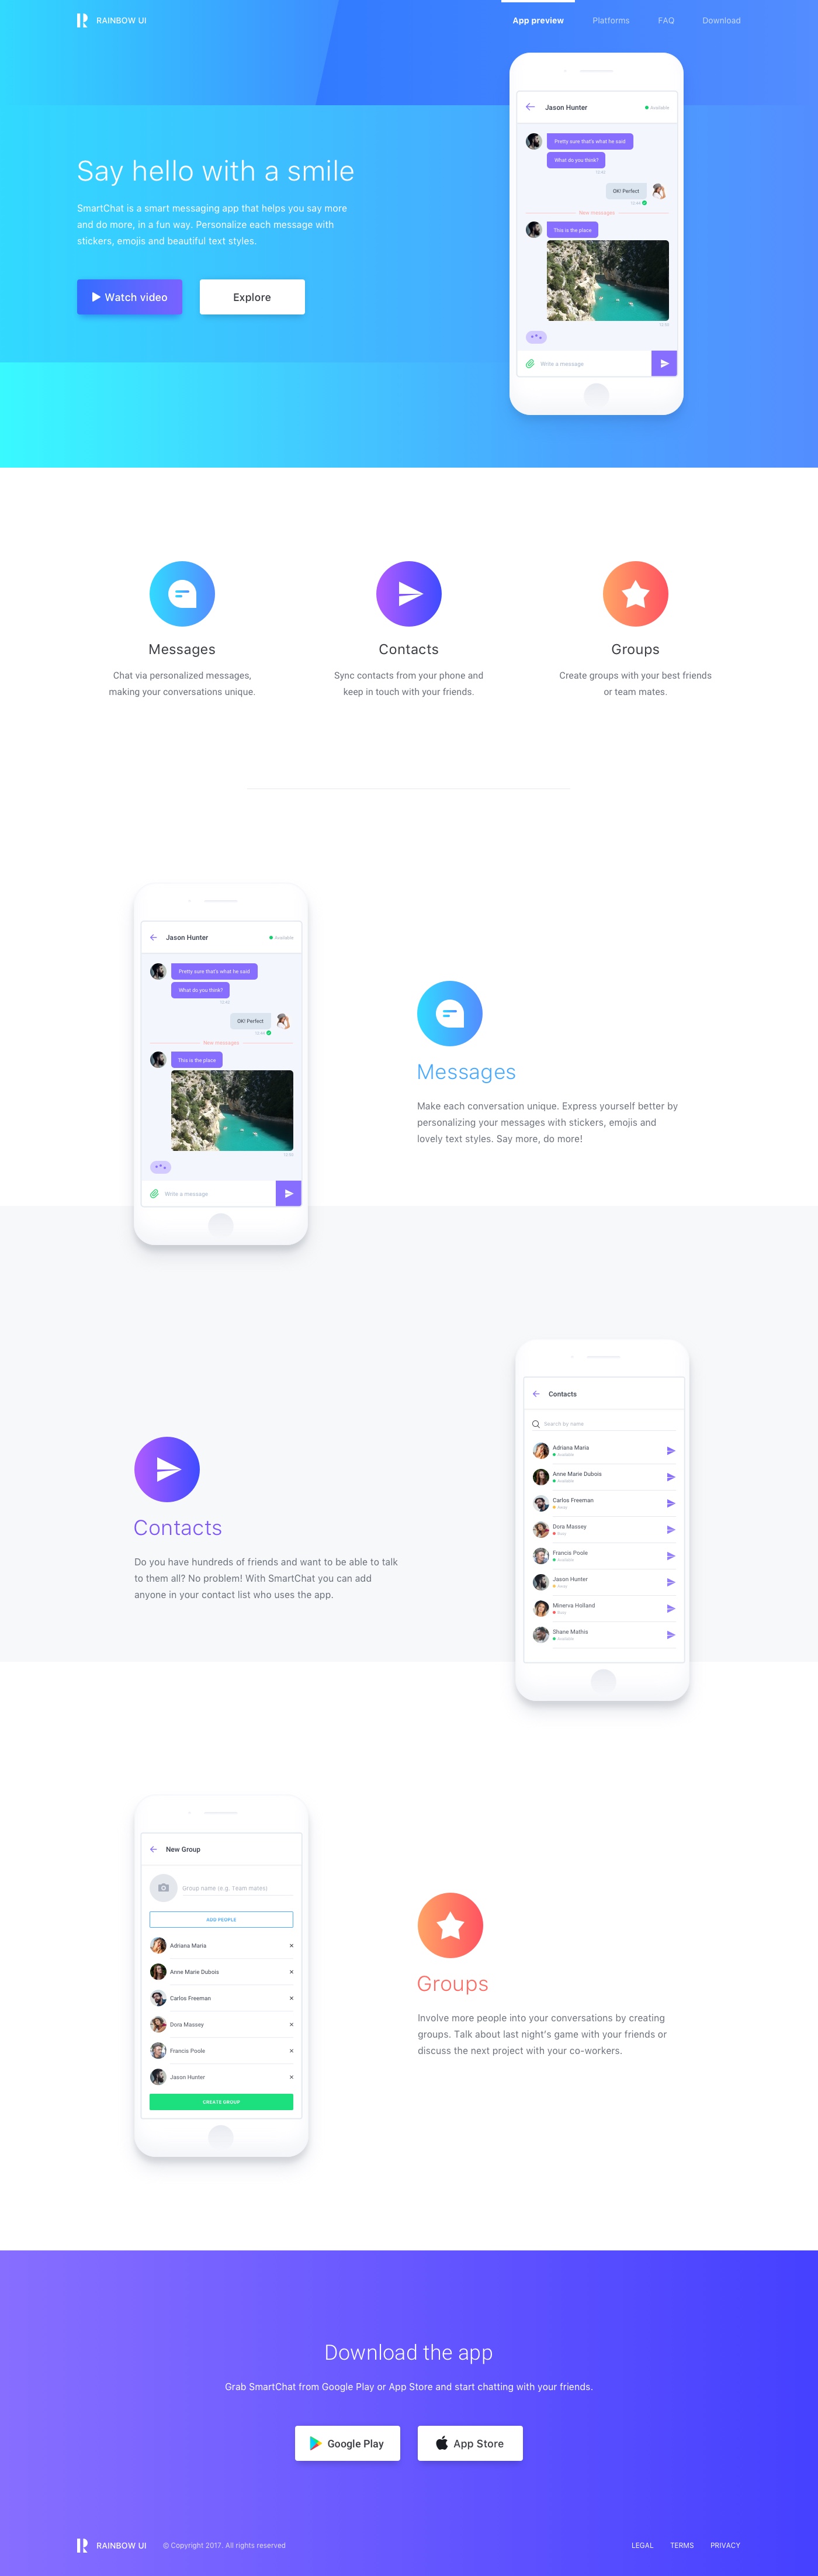 RAINBOW UI
App preview
Platforms
FAQ
Download
Say hello with a smile
SmartChat is a smart messaging app that helps you say more
and do more, in a fun way. Personalize each message with
stickers, emojis and beautiful text styles.
Watch video
Explore
Jason Hunter
Available
Pretty sure that's what he said
What do you think?
OK! Perfect
New messages
This is the place
Write a message
Messages
Chat via personalized messages,
making your conversations unique.
Contacts
Sync contacts from your phone and
keep in touch with your friends.
Groups
Create groups with your best friends
or team mates.
Jason Hunter
Available
Pretty sure that's what he said
What do you think?
OK! Perfect
New messages
This is the place
Write a message
Messages
Make each conversation unique. Express yourself better by
personalizing your messages with stickers, emojis and
lovely text styles. Say more, do more!
Contacts
Do you have hundreds of friends and want to be able to talk
to them all? No problem! With SmartChat you can add
anyone in your contact list who uses the app.
Contacts
Search by name
Adriana Maria
Available
Anne Marie Dubois
Available
Carlos Freeman
Away
Dora Massey
Busy
Francis Poole
Available
Jason Hunter
Away
Minerva Holland
Busy
Shane Mathis
Available
New Group
Group name (e.g. Team mates)
ADD PEOPLE
Adriana Maria
Anne Marie Dubois
Carlos Freeman
Dora Massey
Francis Poole
Jason Hunter
CREATE GROUP
Groups
Involve more people into your conversations by creating
groups. Talk about last night's game with your friends or
discuss the next project with your co-workers.
Download the app
Grab SmartChat from Google Play or App Store and start chatting with your friends.
Google Play
App Store
RAINBOW UI
© Copyright 2017. All rights reserved
LEGAL
TERMS
PRIVACY